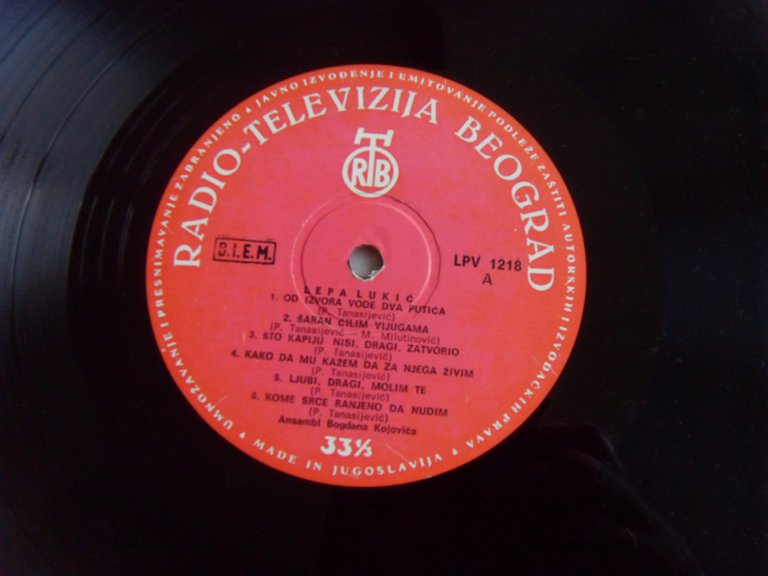 UMNOŽAVANJE I PRESNIMAVANJE ZABRANJENO • JAVNO IZVOĐENJE I EMITOVANJE PODLEŽE ZAŠTITI AUTORSKIH I IZVOĐAČKIH PRAVA •
RADIO-TELEVIZIJA BEOGRAD
RTB
B.I.E.M.
LPV 1218
A
LEPA LUKIĆ
1. OD IZVORA VODE DVA PUTIĆA
(P. Tanasijević)
2. ŠARAN ĆILIM VIJUGAMA
(P. Tanasijević — M. Milutinović)
3. ŠTO KAPIJU NISI, DRAGI, ZATVORIO
(P. Tanasijević)
4. KAKO DA MU KAŽEM DA ZA NJEGA ŽIVIM
(P. Tanasijević)
5. LJUBI, DRAGI, MOLIM TE
(P. Tanasijević)
6. KOME SRCE RANJENO DA NUDIM
(P. Tanasijević)
Ansambl Bogdana Kojovića
33⅓
• MADE IN JUGOSLAVIJA •